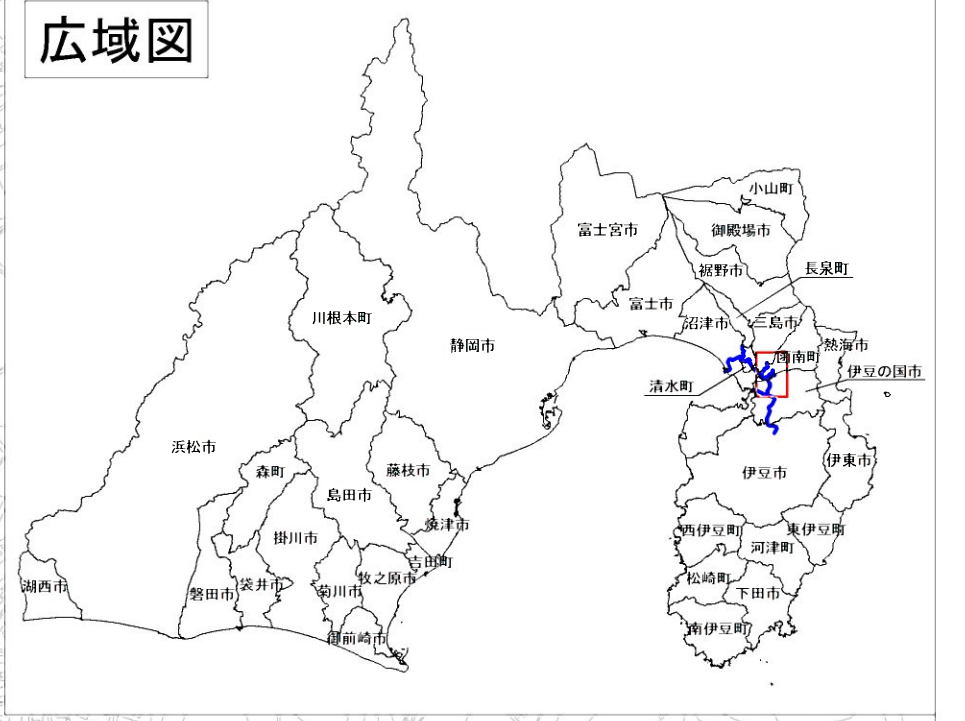 広域図
小山町
富士宮市
御殿場市
裾野市
長泉町
富士市
川根本町
沼津市
三島市
静岡市
熱海市
函南町
伊豆の国市
清水町
浜松市
森町
藤枝市
伊豆市
伊東市
島田市
焼津市
西伊豆町
東伊豆町
掛川市
河津町
吉田町
湖西市
袋井市
牧之原市
松崎町
磐田市
菊川市
下田市
南伊豆町
御前崎市